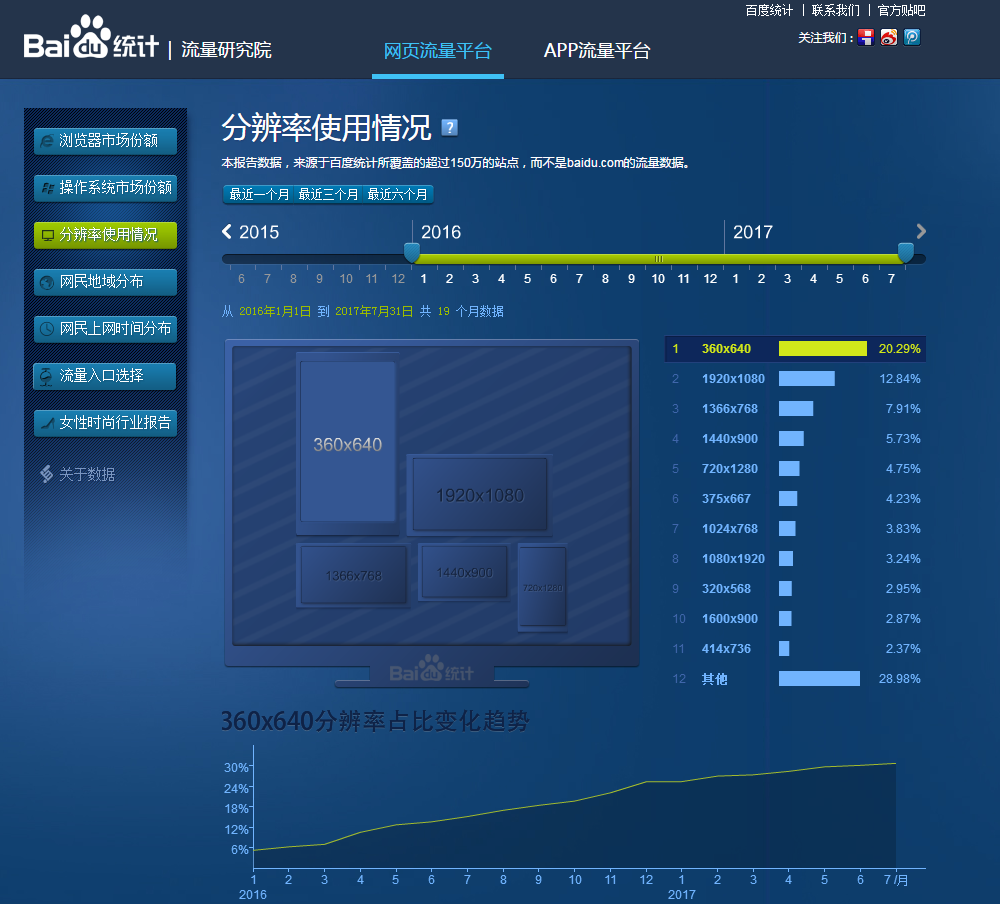 百度统计 | 联系我们 | 官方贴吧
Baidu统计 | 流量研究院
网页流量平台
APP流量平台
关注我们：
浏览器市场份额
操作系统市场份额
分辨率使用情况
网民地域分布
网民上网时间分布
流量入口选择
女性时尚行业报告
关于数据
分辨率使用情况 ?
本报告数据，来源于百度统计所覆盖的超过150万的站点，而不是baidu.com的流量数据。
最近一个月 最近三个月 最近六个月
2015 2016 2017
6 7 8 9 10 11 12 1 2 3 4 5 6 7 8 9 10 11 12 1 2 3 4 5 6 7
从 2016年1月1日 到 2017年7月31日 共 19 个月数据
360x640
1920x1080
1366x768
1440x900
720x1280
Baidu统计
1 360x640 20.29%
2 1920x1080 12.84%
3 1366x768 7.91%
4 1440x900 5.73%
5 720x1280 4.75%
6 375x667 4.23%
7 1024x768 3.83%
8 1080x1920 3.24%
9 320x568 2.95%
10 1600x900 2.87%
11 414x736 2.37%
12 其他 28.98%
360x640分辨率占比变化趋势
30%
24%
18%
12%
6%
1 2 3 4 5 6 7 8 9 10 11 12 1 2 3 4 5 6 7 /月
2016 2017